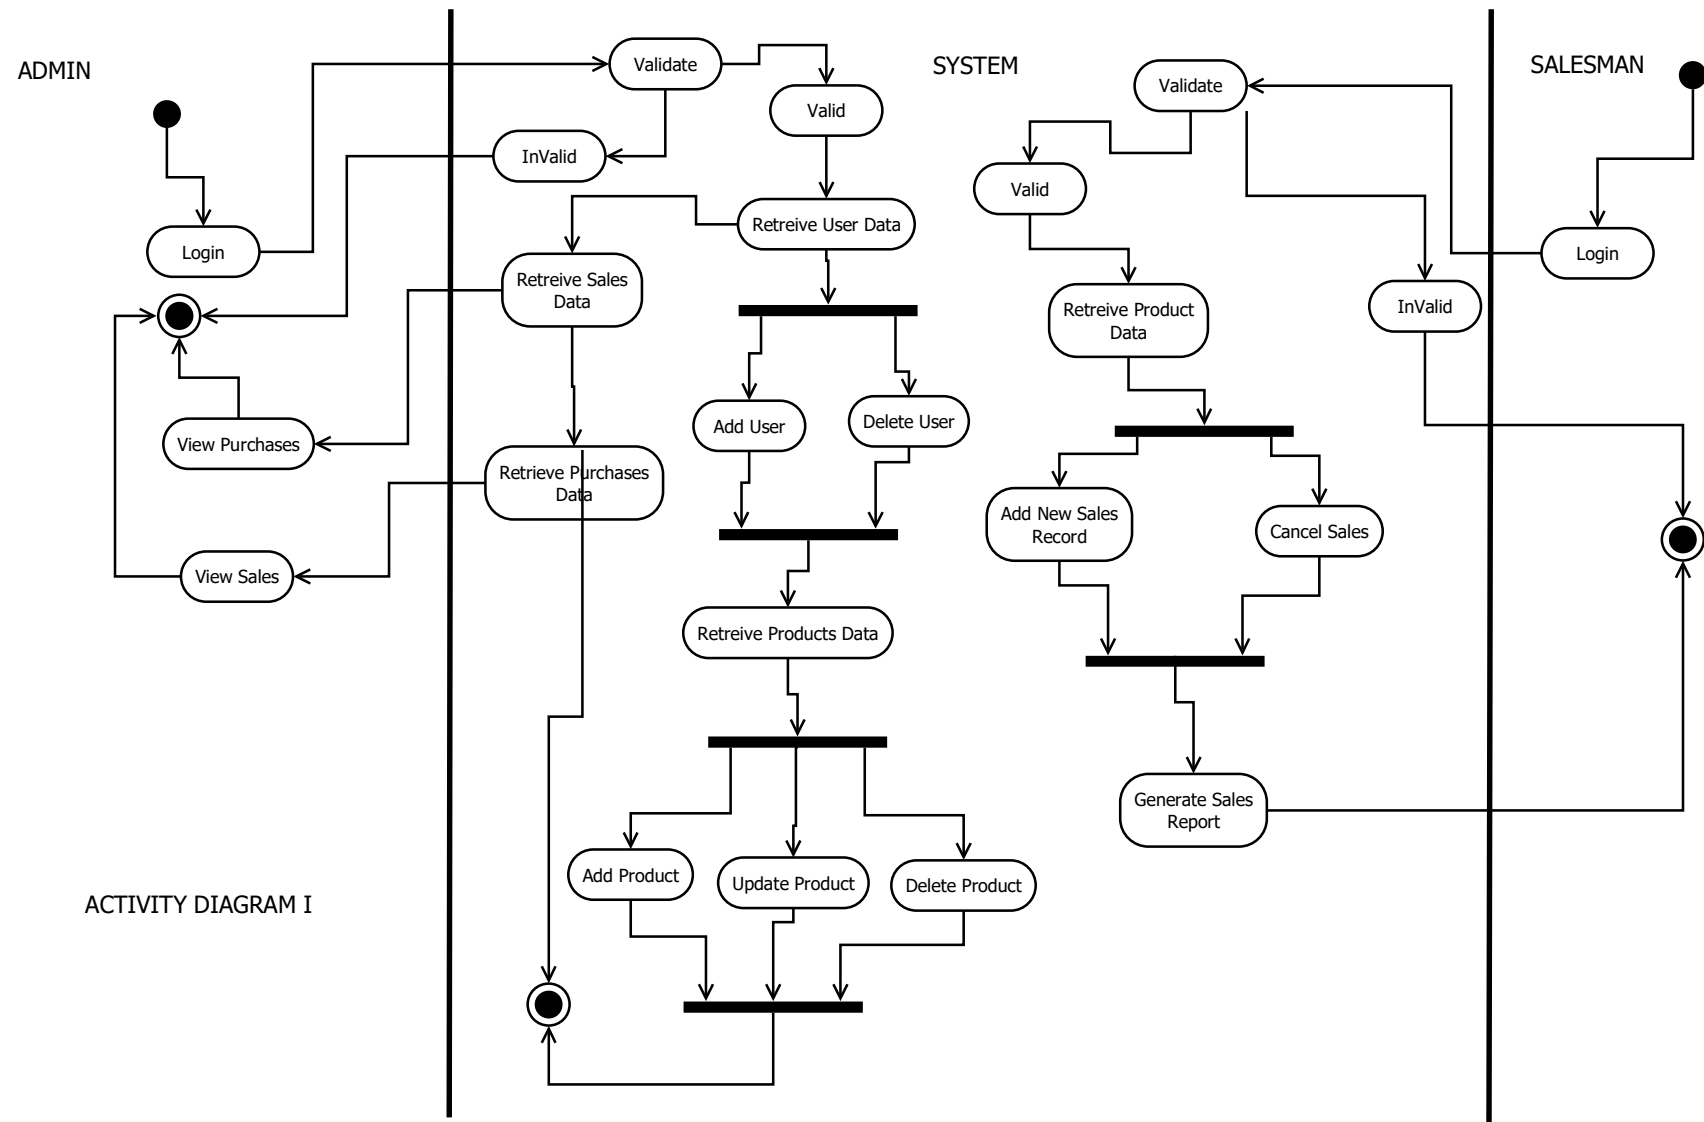 ADMIN
SYSTEM
SALESMAN
Validate
Validate
Valid
InValid
Valid
Retreive User Data
Login
Login
Retreive Sales
Data
Retreive Product
Data
InValid
Add User
Delete User
View Purchases
Retrieve Purchases
Data
Add New Sales
Record
Cancel Sales
View Sales
Retreive Products Data
Generate Sales
Report
Add Product
Update Product
Delete Product
ACTIVITY DIAGRAM I